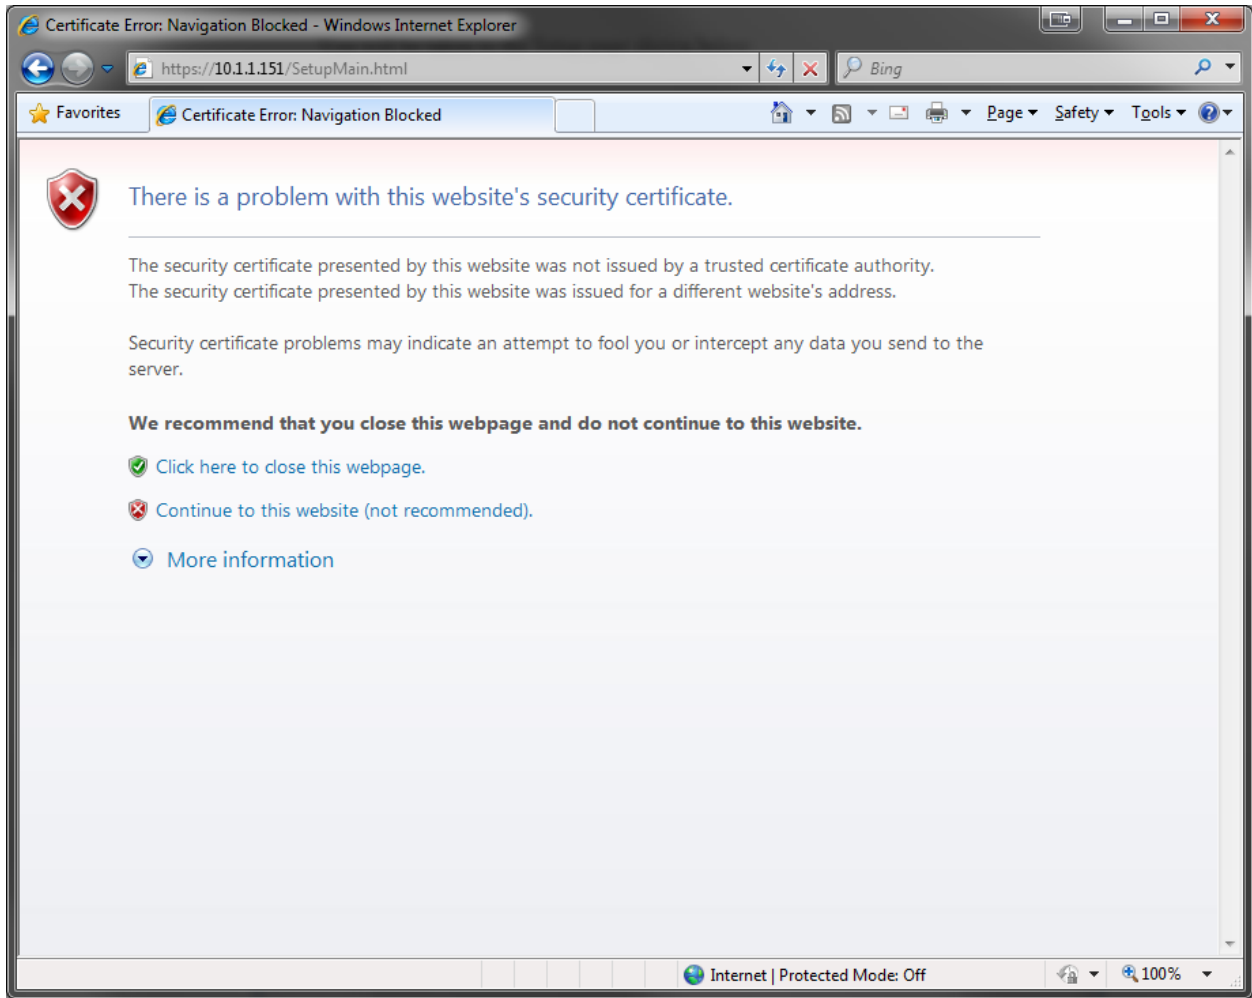 Certificate Error: Navigation Blocked - Windows Internet Explorer
https://10.1.1.151/SetupMain.html
Bing
Favorites
Certificate Error: Navigation Blocked
Page
Safety
Tools
There is a problem with this website's security certificate.
The security certificate presented by this website was not issued by a trusted certificate authority.
The security certificate presented by this website was issued for a different website's address.
Security certificate problems may indicate an attempt to fool you or intercept any data you send to the
server.
We recommend that you close this webpage and do not continue to this website.
Click here to close this webpage.
Continue to this website (not recommended).
More information
Internet | Protected Mode: Off
100%